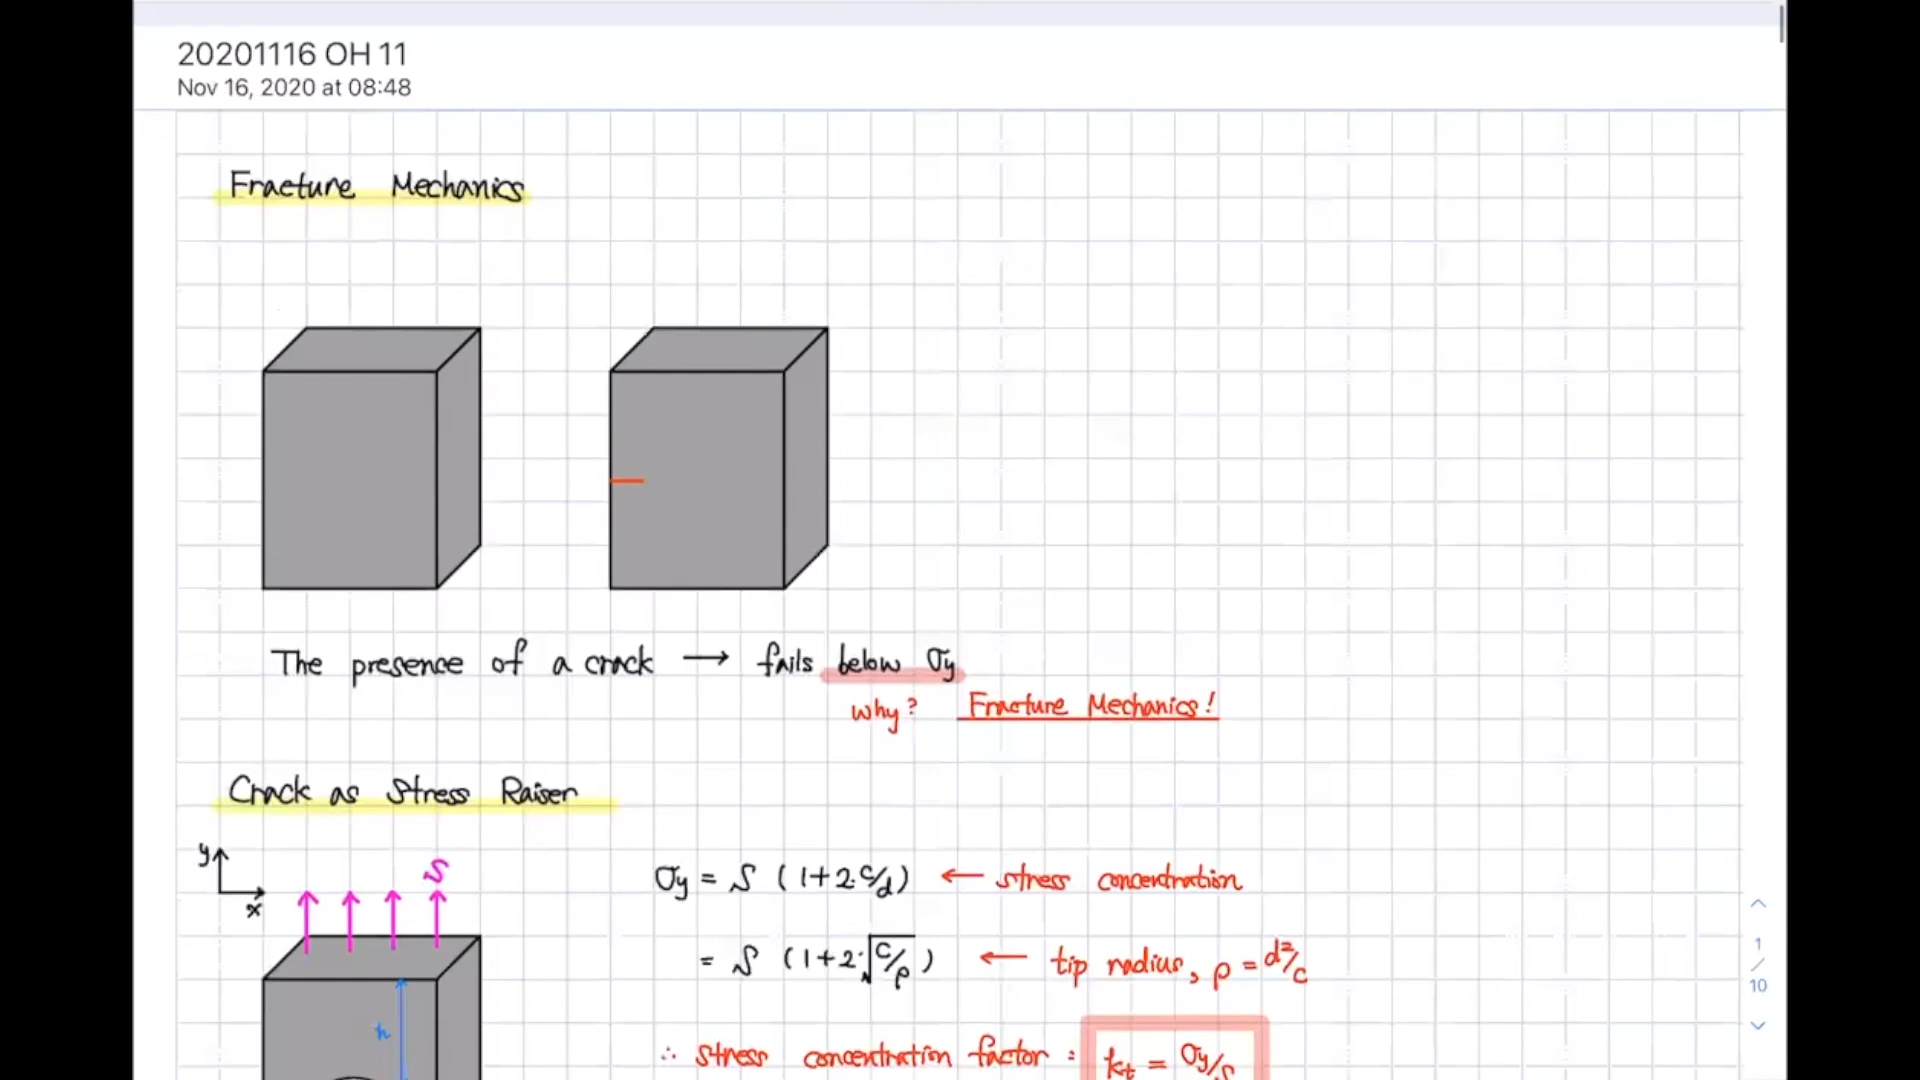 20201116 OH 11
Nov 16, 2020 at 08:48
Fracture Mechanics
The presence of a crack → fails below σy
why? Fracture Mechanics!
Crack as Stress Raiser
y
x
S
σy = S (1+2·c/d) ← stress concentration
= S (1+2·√c/ρ) ← tip radius, ρ = d²/c
h
∴ stress concentration factor : kt = σy/S
1
/
10